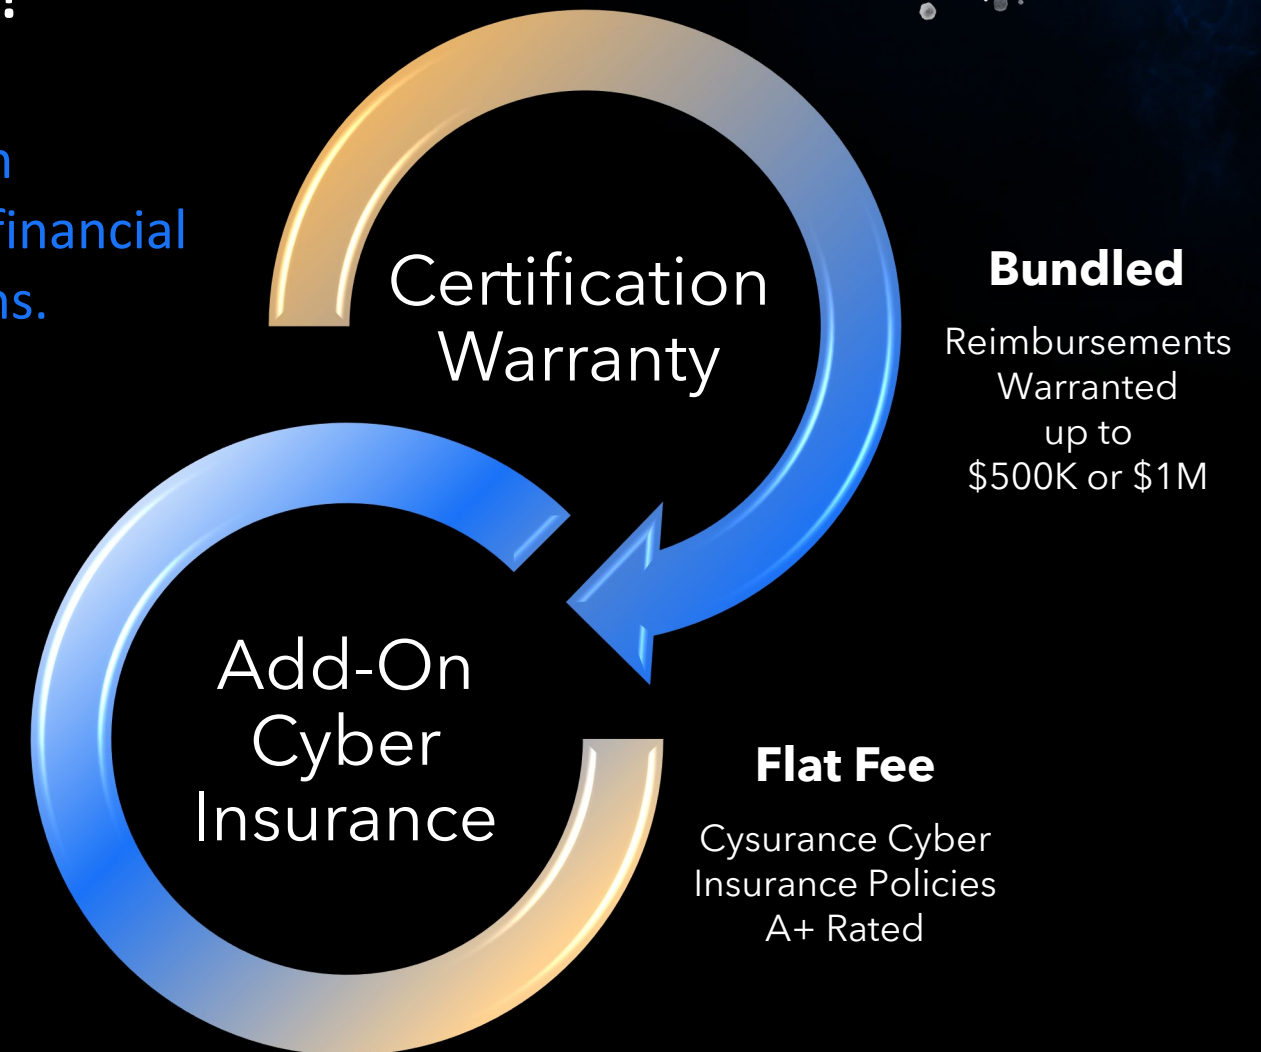 financial
Certification
Warranty
Bundled
Reimbursements
Warranted
up to
$500K or $1M
Add-On
Cyber
Insurance
Flat Fee
Cysurance Cyber
Insurance Policies
A+ Rated